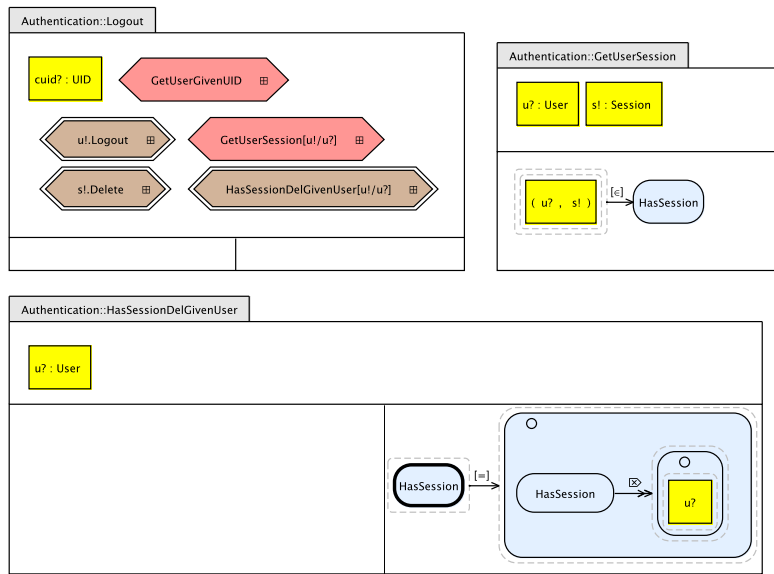 Authentication::Logout
cuid? : UID
GetUserGivenUID
u!.Logout
GetUserSession[u!/u?]
s!.Delete
HasSessionDelGivenUser[u!/u?]
Authentication::GetUserSession
u? : User
s! : Session
( u? , s! )
[∈]
HasSession
Authentication::HasSessionDelGivenUser
u? : User
HasSession
[=]
HasSession
u?